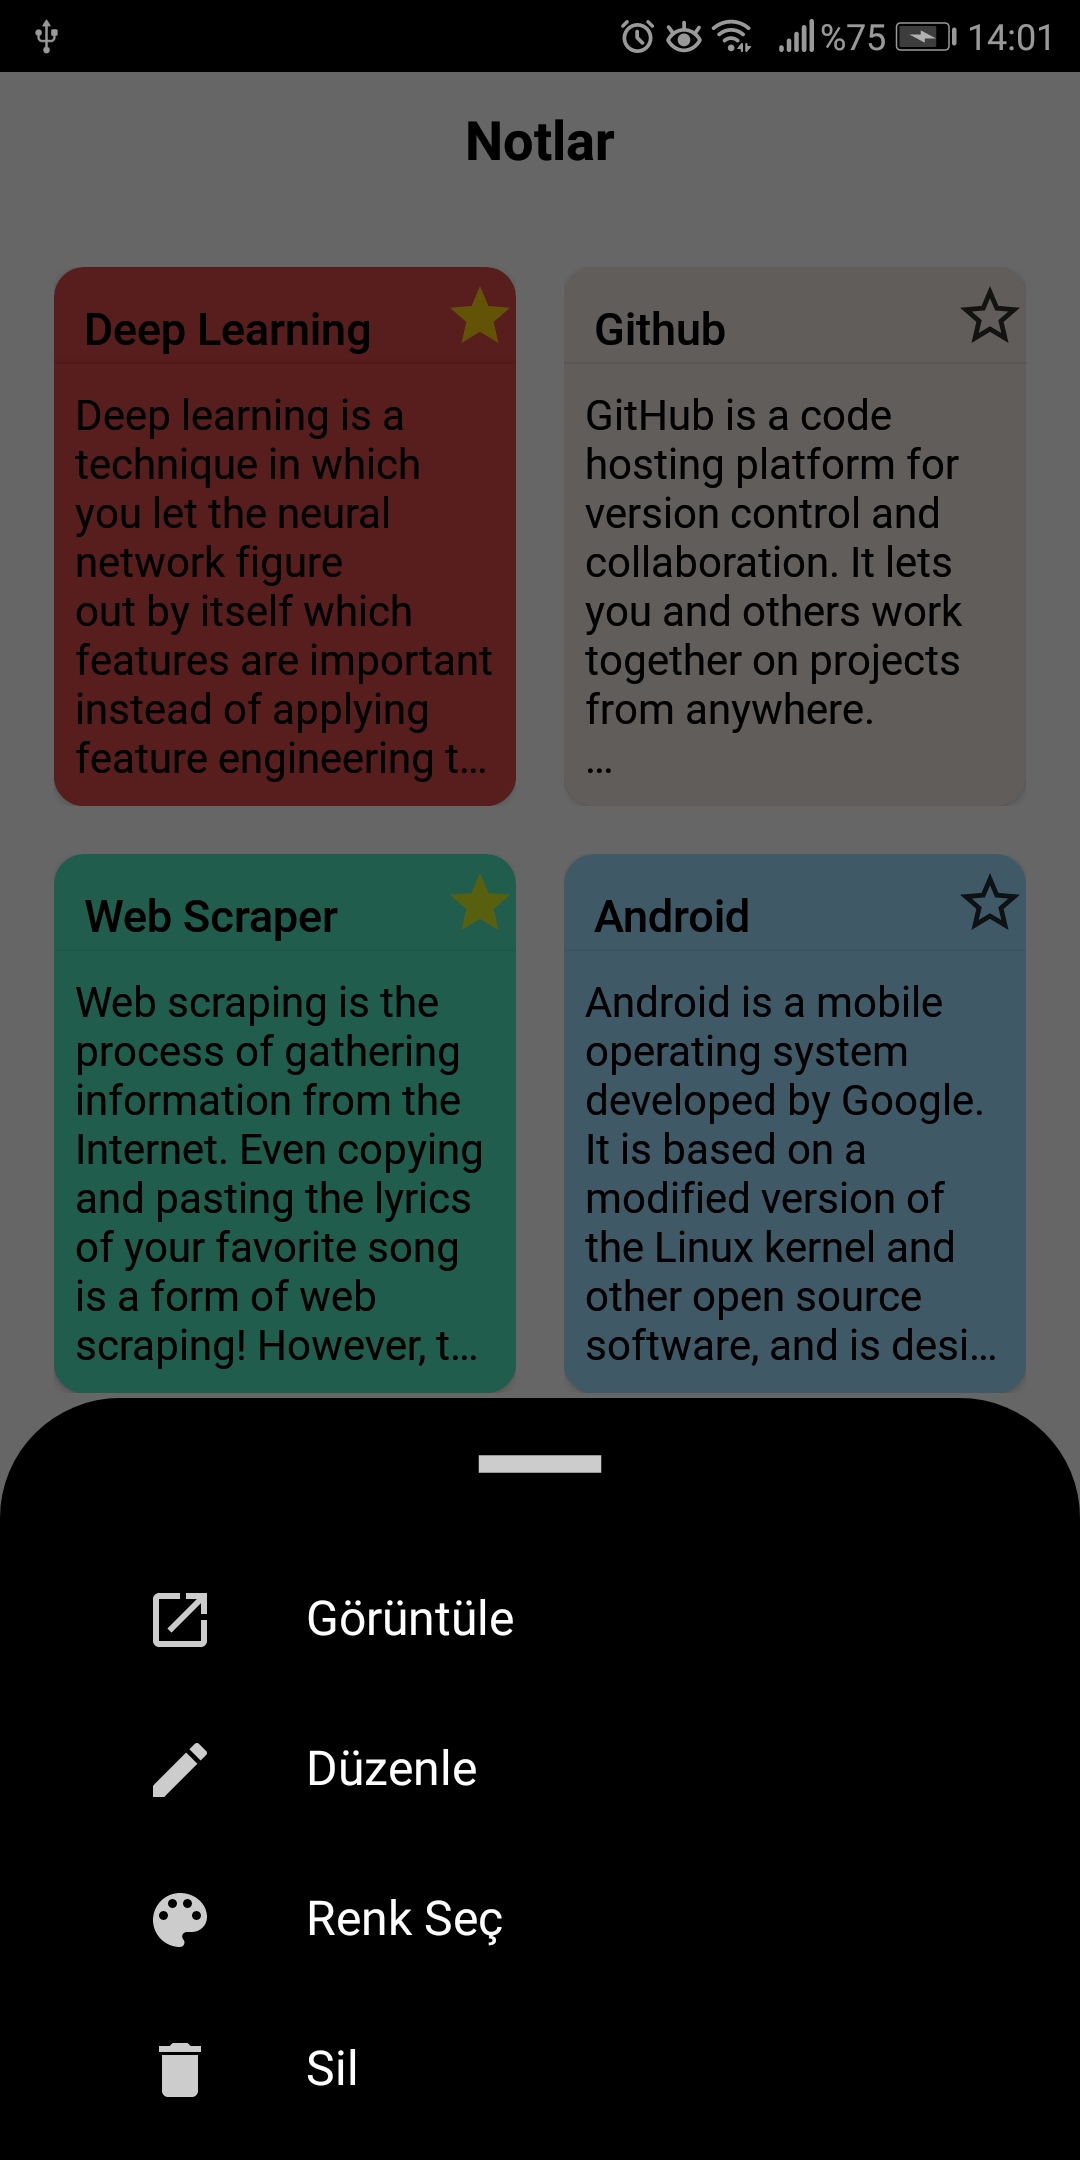 %75 14:01
Notlar
Deep Learning
Deep learning is a
technique in which
you let the neural
network figure
out by itself which
features are important
instead of applying
feature engineering t...
Github
GitHub is a code
hosting platform for
version control and
collaboration. It lets
you and others work
together on projects
from anywhere.
...
Web Scraper
Web scraping is the
process of gathering
information from the
Internet. Even copying
and pasting the lyrics
of your favorite song
is a form of web
scraping! However, t...
Android
Android is a mobile
operating system
developed by Google.
It is based on a
modified version of
the Linux kernel and
other open source
software, and is desi...
Görüntüle
Düzenle
Renk Seç
Sil